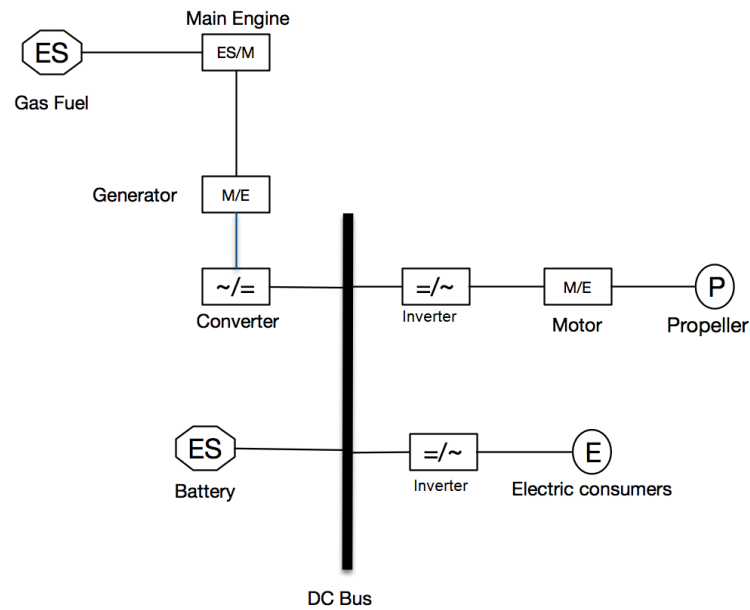 Main Engine
ES
ES/M
Gas Fuel
Generator
M/E
~/=
=/~
M/E
P
Converter
Inverter
Motor
Propeller
ES
=/~
E
Battery
Inverter
Electric consumers
DC Bus